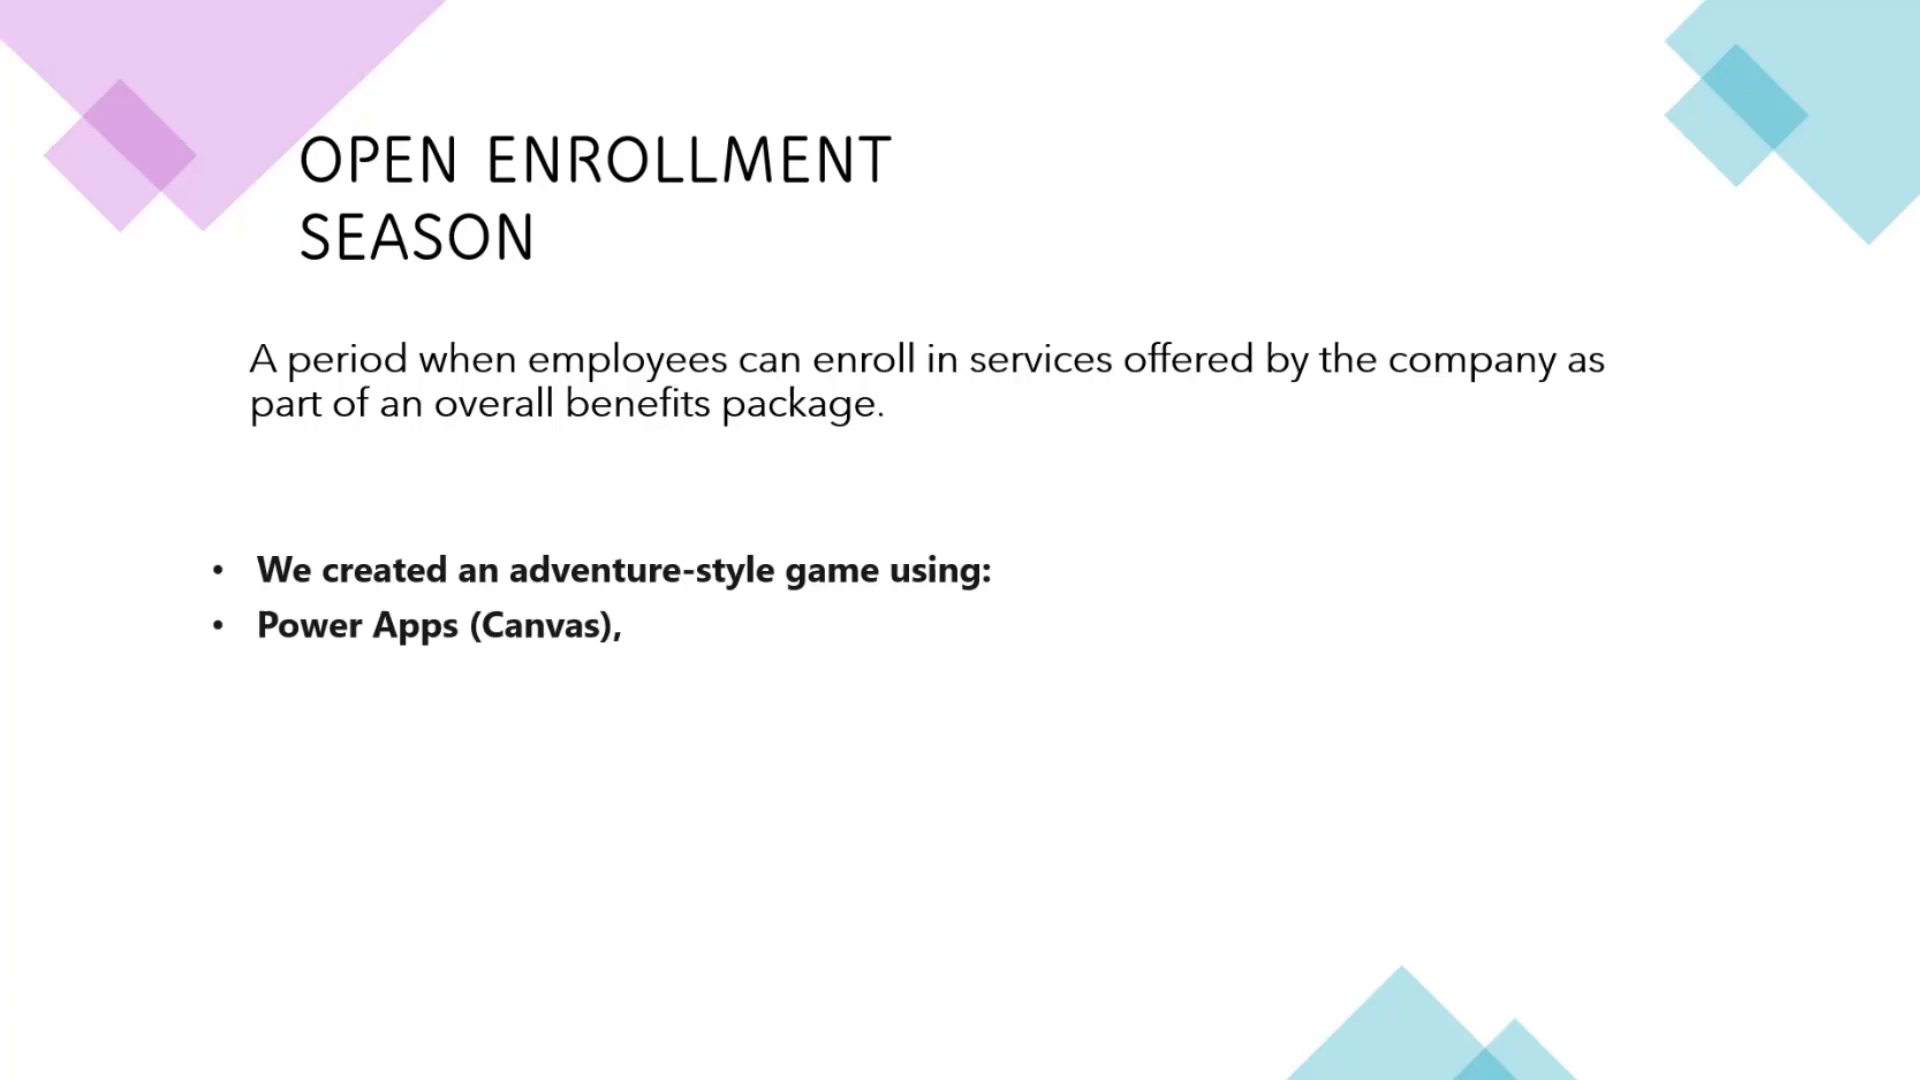 OPEN ENROLLMENT
SEASON
A period when employees can enroll in services offered by the company as
part of an overall benefits package.
• We created an adventure-style game using:
• Power Apps (Canvas),